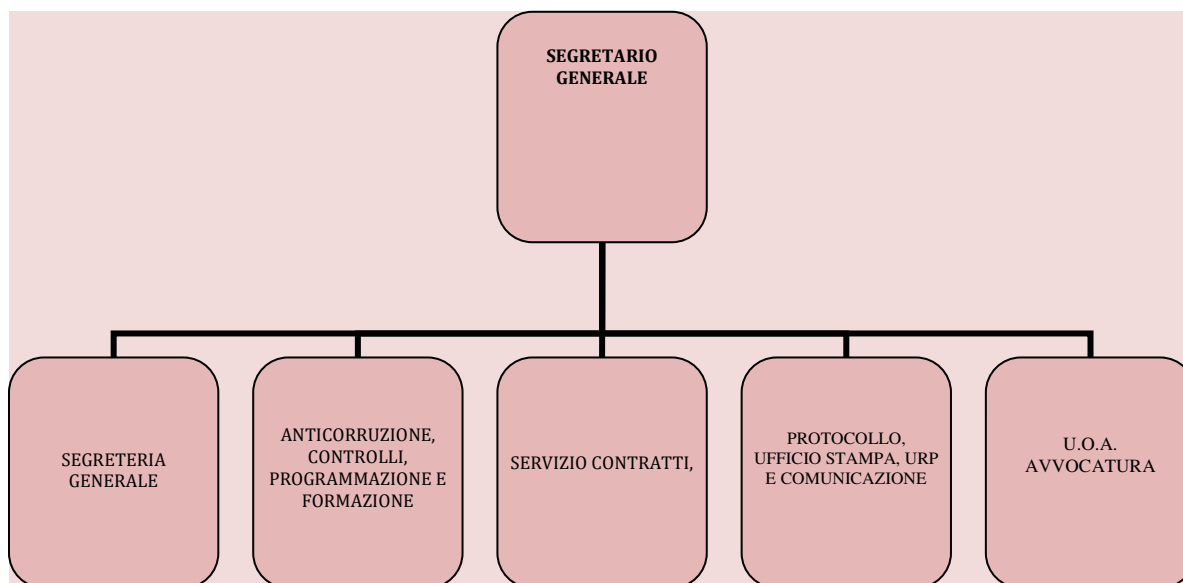 SEGRETARIO
GENERALE
SEGRETERIA
GENERALE
ANTICORRUZIONE,
CONTROLLI,
PROGRAMMAZIONE E
FORMAZIONE
SERVIZIO CONTRATTI,
PROTOCOLLO,
UFFICIO STAMPA, URP
E COMUNICAZIONE
U.O.A.
AVVOCATURA